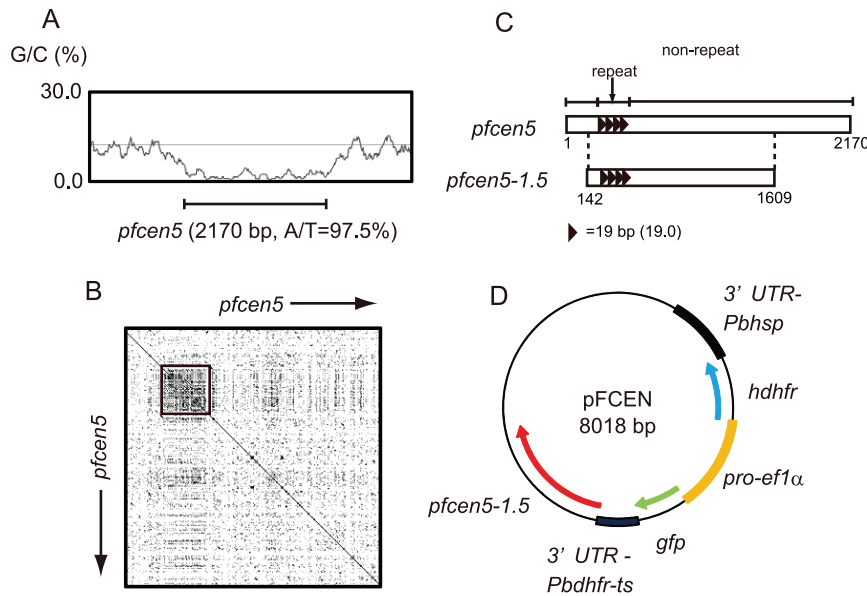 A
G/C (%)
30.0
0.0
pfcen5 (2170 bp, A/T=97.5%)
B
pfcen5
pfcen5
C
non-repeat
repeat
pfcen5
1
2170
pfcen5-1.5
142
1609
=19 bp (19.0)
D
3’ UTR-
Pbhsp
hdhfr
pFCEN
8018 bp
pro-ef1α
pfcen5-1.5
gfp
3’ UTR -
Pbdhfr-ts